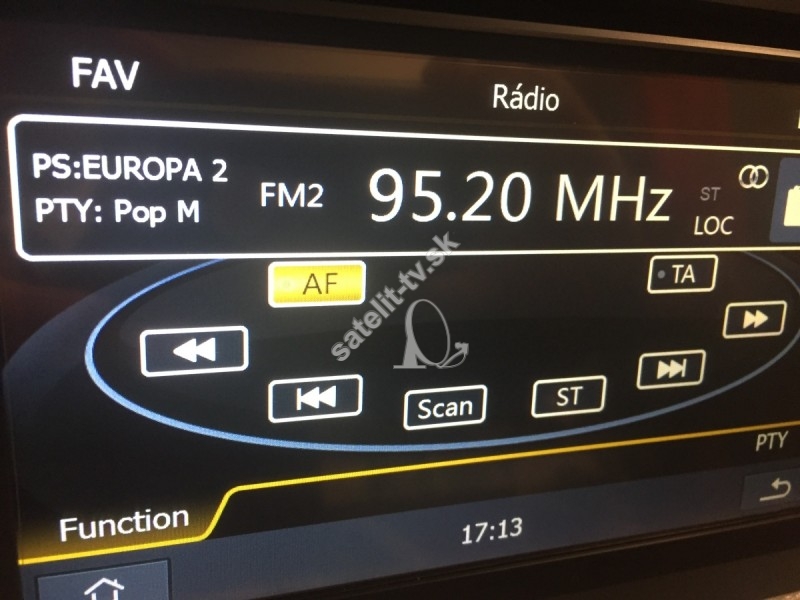 FAV
Rádio
PS:EUROPA 2
PTY: Pop M
FM2
95.20 MHz
ST
LOC
AF
TA
satelit-tv.sk
Scan
ST
PTY
Function
17:13